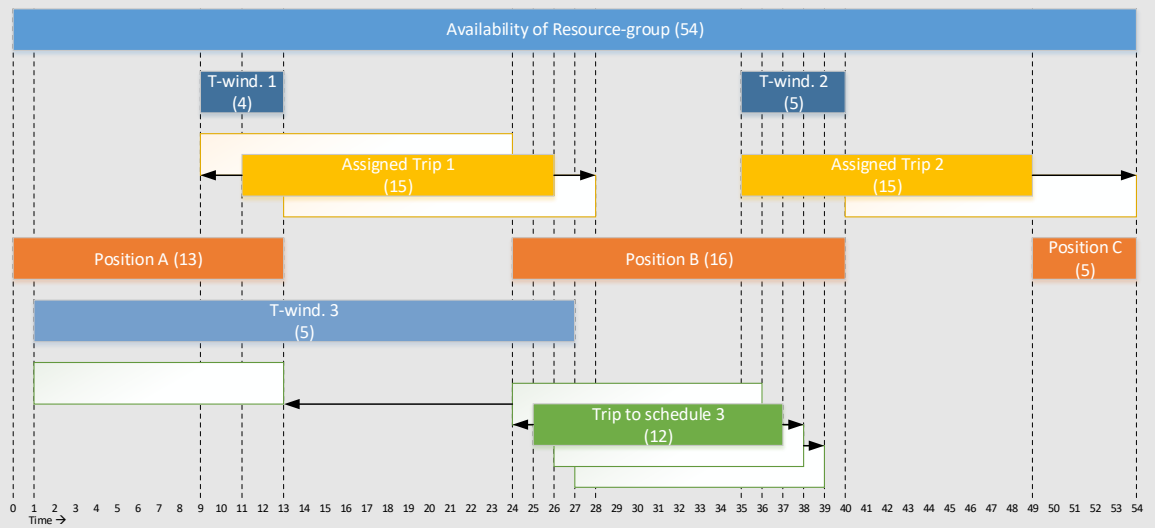 Availability of Resource-group (54)
T-wind. 1
(4)
T-wind. 2
(5)
Assigned Trip 1
(15)
Assigned Trip 2
(15)
Position A (13)
Position B (16)
Position C
(5)
T-wind. 3
(5)
Trip to schedule 3
(12)
0 1 2 3 4 5 6 7 8 9 10 11 12 13 14 15 16 17 18 19 20 21 22 23 24 25 26 27 28 29 30 31 32 33 34 35 36 37 38 39 40 41 42 43 44 45 46 47 48 49 50 51 52 53 54
Time →